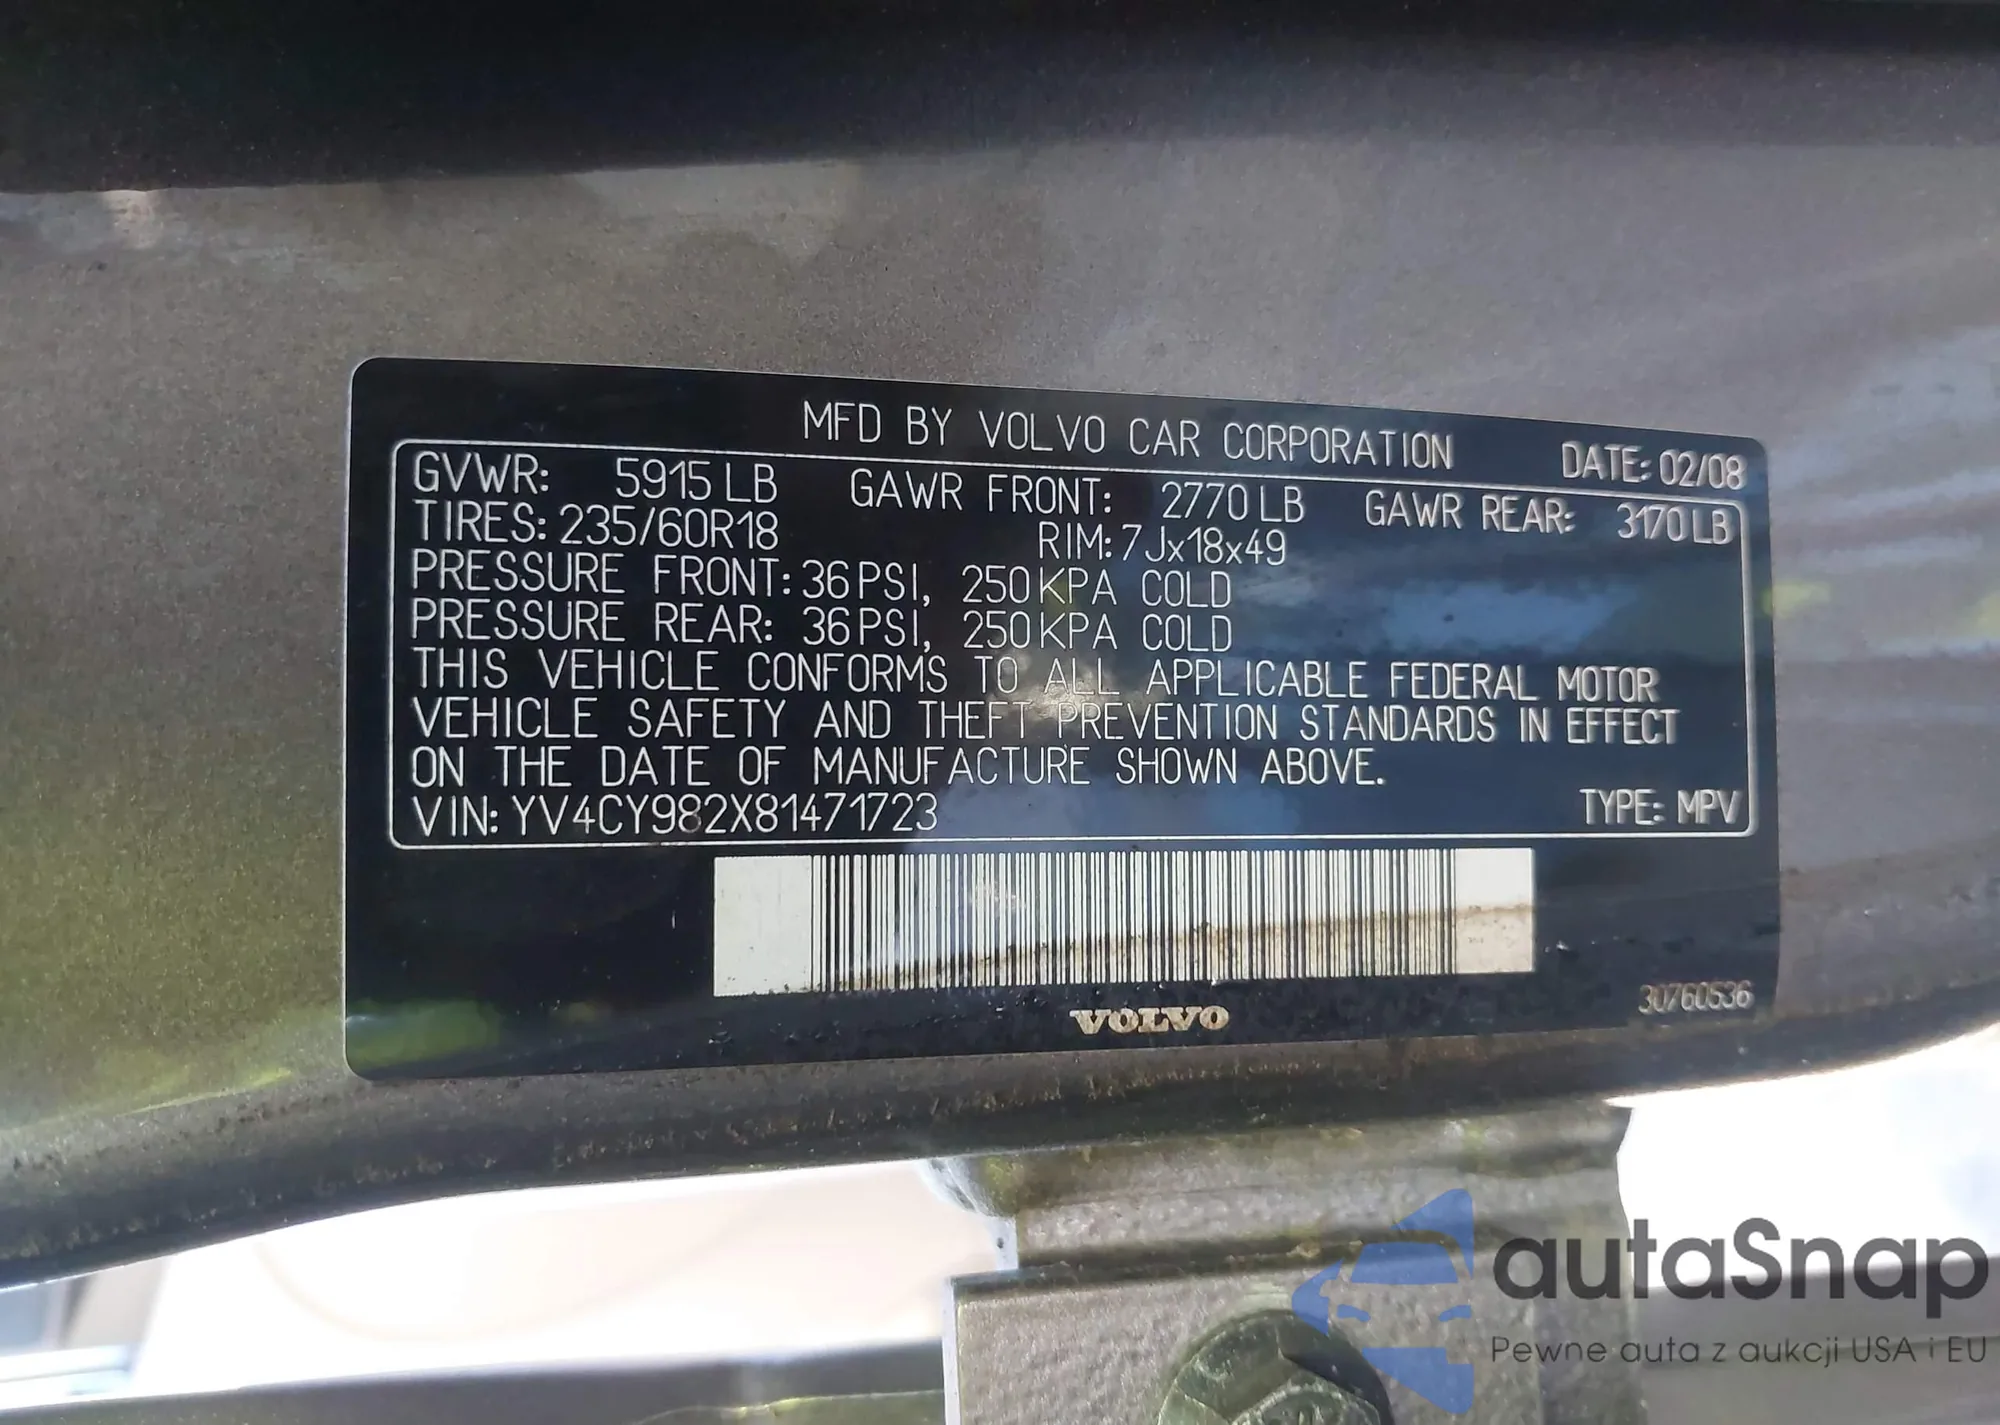 MFD BY VOLVO CAR CORPORATION DATE: 02/08
GVWR: 5915 LB GAWR FRONT: 2770 LB GAWR REAR: 3170 LB
TIRES: 235/60R18 RIM: 7Jx18x49
PRESSURE FRONT: 36 PSI, 250 KPA COLD
PRESSURE REAR: 36 PSI, 250 KPA COLD
THIS VEHICLE CONFORMS TO ALL APPLICABLE FEDERAL MOTOR
VEHICLE SAFETY AND THEFT PREVENTION STANDARDS IN EFFECT
ON THE DATE OF MANUFACTURE SHOWN ABOVE.
VIN: YV4CY982X81471723 TYPE: MPV
VOLVO
30760536
autaSnap
Pewne auta z aukcji USA i EU